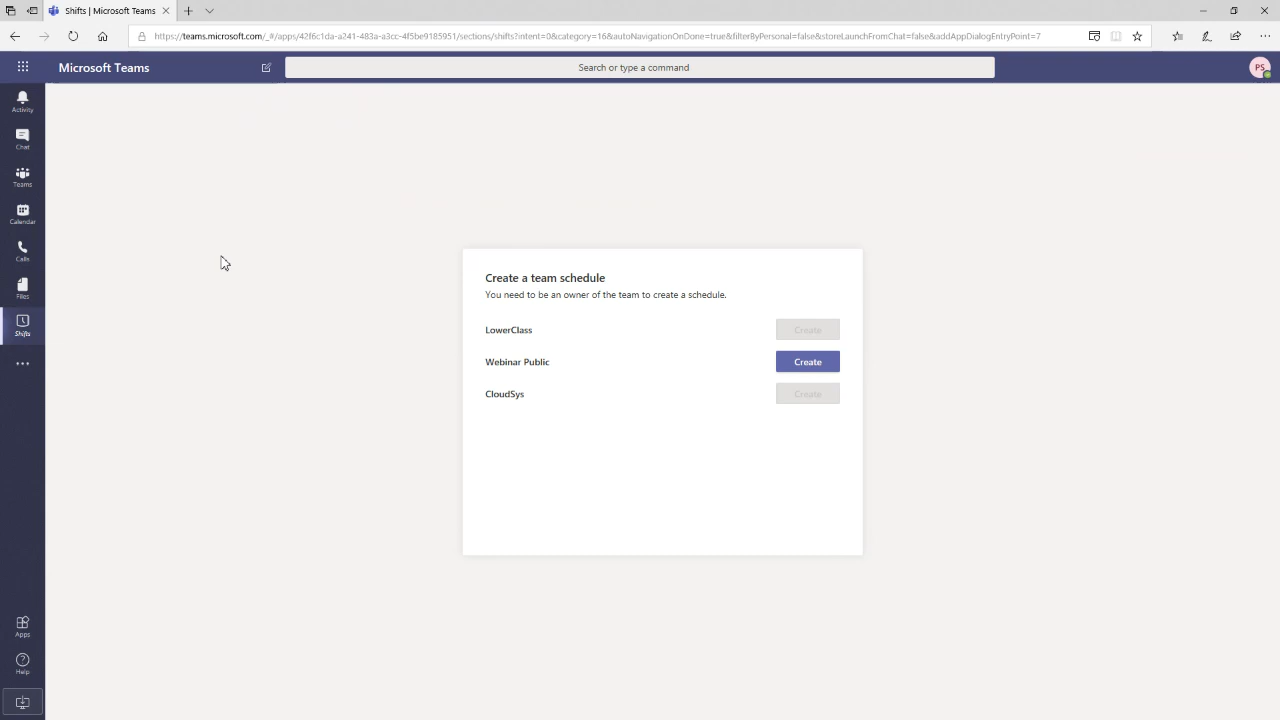 Shifts | Microsoft Teams
https://teams.microsoft.com/_#/apps/42f6c1da-a241-483a-a3cc-4f5be9185951/sections/shifts?intent=0&category=16&autoNavigationOnDone=true&filterByPersonal=false&storeLaunchFromChat=false&addAppDialogEntryPoint=7
Microsoft Teams
Search or type a command
PS
Activity
Chat
Teams
Calendar
Calls
Files
Shifts
Create a team schedule
You need to be an owner of the team to create a schedule.
LowerClass Create
Webinar Public Create
CloudSys Create
Apps
Help